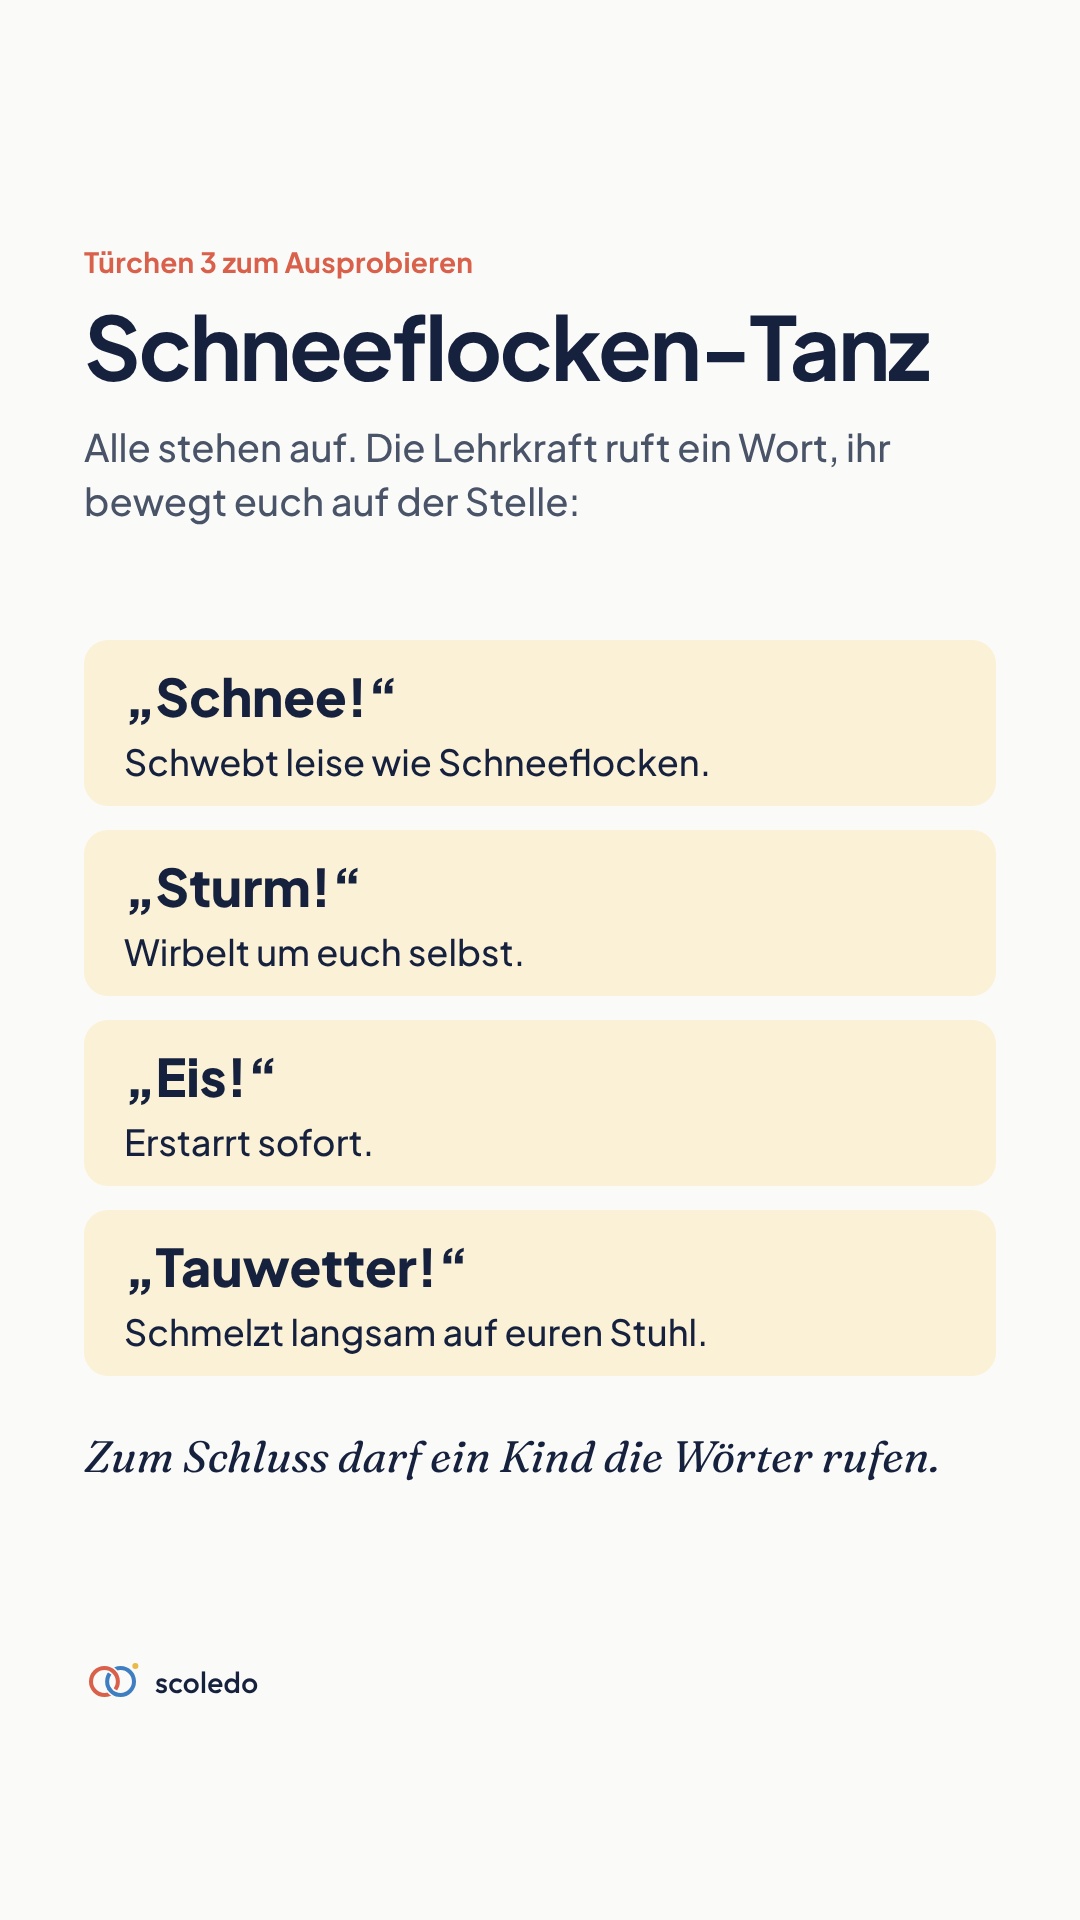 Türchen 3 zum Ausprobieren
Schneeflocken-Tanz
Alle stehen auf. Die Lehrkraft ruft ein Wort, ihr
bewegt euch auf der Stelle:
„Schnee!“
Schwebt leise wie Schneeflocken.
„Sturm!“
Wirbelt um euch selbst.
„Eis!“
Erstarrt sofort.
„Tauwetter!“
Schmelzt langsam auf euren Stuhl.
Zum Schluss darf ein Kind die Wörter rufen.
scoledo